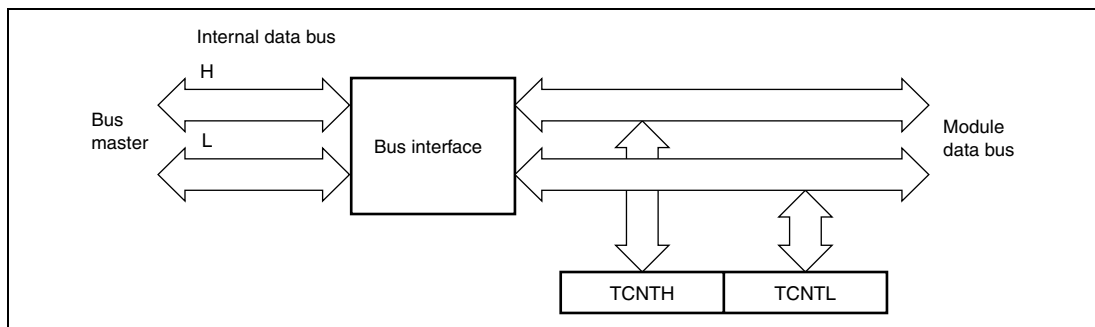 Internal data bus
H
Bus
master
L
Bus interface
Module
data bus
TCNTH
TCNTL